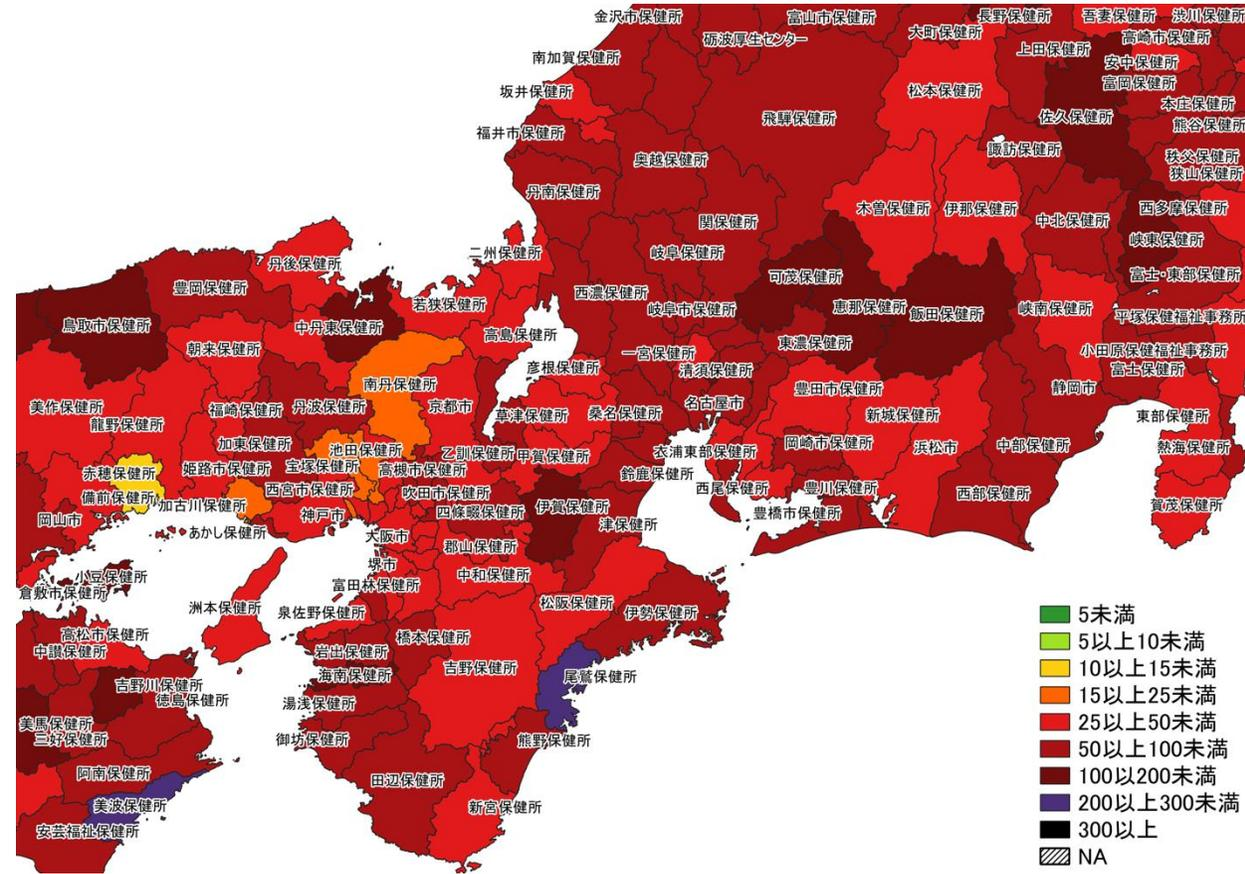 金沢市保健所
富山市保健所
長野保健所
吾妻保健所
渋川保健所
砺波厚生センター
大町保健所
高崎市保健所
南加賀保健所
上田保健所
安中保健所
坂井保健所
松本保健所
富岡保健所
本庄保健所
飛騨保健所
佐久保健所
熊谷保健所
福井市保健所
諏訪保健所
奥越保健所
秩父保健所
狭山保健所
丹南保健所
木曽保健所
伊那保健所
西多摩保健所
関保健所
中北保健所
峡東保健所
二州保健所
岐阜保健所
丹後保健所
可茂保健所
富士・東部保健所
豊岡保健所
西濃保健所
若狭保健所
恵那保健所
飯田保健所
峡南保健所
岐阜市保健所
平塚保健福祉事務所
鳥取市保健所
中丹東保健所
高島保健所
東濃保健所
朝来保健所
一宮保健所
小田原保健福祉事務所
彦根保健所
清須保健所
富士保健所
南丹保健所
豊田市保健所
静岡市
美作保健所
福崎保健所
丹波保健所
京都市
草津保健所
桑名保健所
名古屋市
新城保健所
東部保健所
龍野保健所
加東保健所
池田保健所
乙訓保健所
甲賀保健所
衣浦東部保健所
岡崎市保健所
浜松市
中部保健所
熱海保健所
赤穂保健所
姫路市保健所
宝塚保健所
高槻市保健所
鈴鹿保健所
備前保健所
加古川保健所
西宮市保健所
吹田市保健所
西尾保健所
豊川保健所
西部保健所
賀茂保健所
岡山市
神戸市
四條畷保健所
伊賀保健所
豊橋市保健所
あかし保健所
大阪市
津保健所
郡山保健所
堺市
小豆保健所
中和保健所
倉敷市保健所
富田林保健所
洲本保健所
泉佐野保健所
松阪保健所
伊勢保健所
高松市保健所
橋本保健所
中讃保健所
岩出保健所
吉野保健所
海南保健所
尾鷲保健所
吉野川保健所
徳島保健所
湯浅保健所
美馬保健所
三好保健所
御坊保健所
熊野保健所
阿南保健所
田辺保健所
美波保健所
新宮保健所
安芸福祉保健所
5未満
5以上10未満
10以上15未満
15以上25未満
25以上50未満
50以上100未満
100以200未満
200以上300未満
300以上
NA